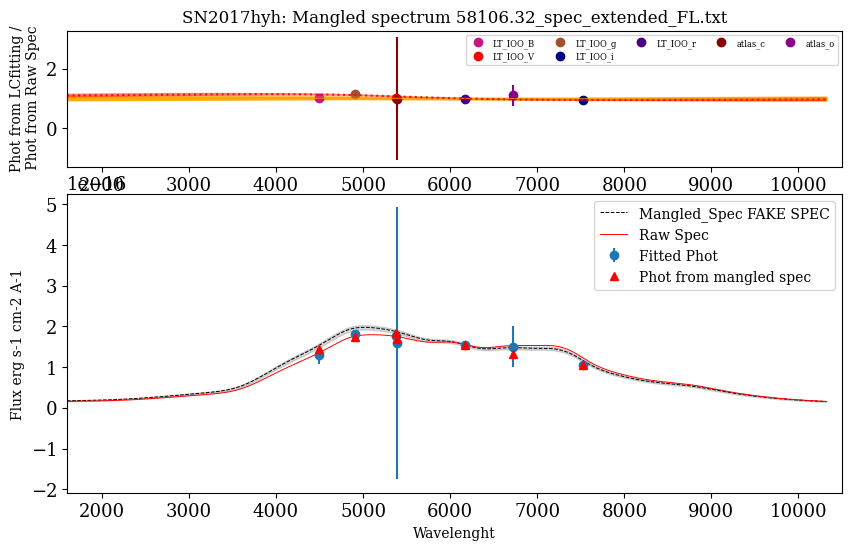 SN2017hyh: Mangled spectrum 58106.32_spec_extended_FL.txt
Phot from LCfitting /
Phot from Raw Spec
2
0
LT_IOO_B
LT_IOO_V
LT_IOO_g
LT_IOO_i
LT_IOO_r
atlas_c
atlas_o
2000 3000 4000 5000 6000 7000 8000 9000 10000
1e−16
Flux erg s-1 cm-2 A-1
5
4
3
2
1
0
−1
−2
Mangled_Spec FAKE SPEC
Raw Spec
Fitted Phot
Phot from mangled spec
2000 3000 4000 5000 6000 7000 8000 9000 10000
Wavelenght